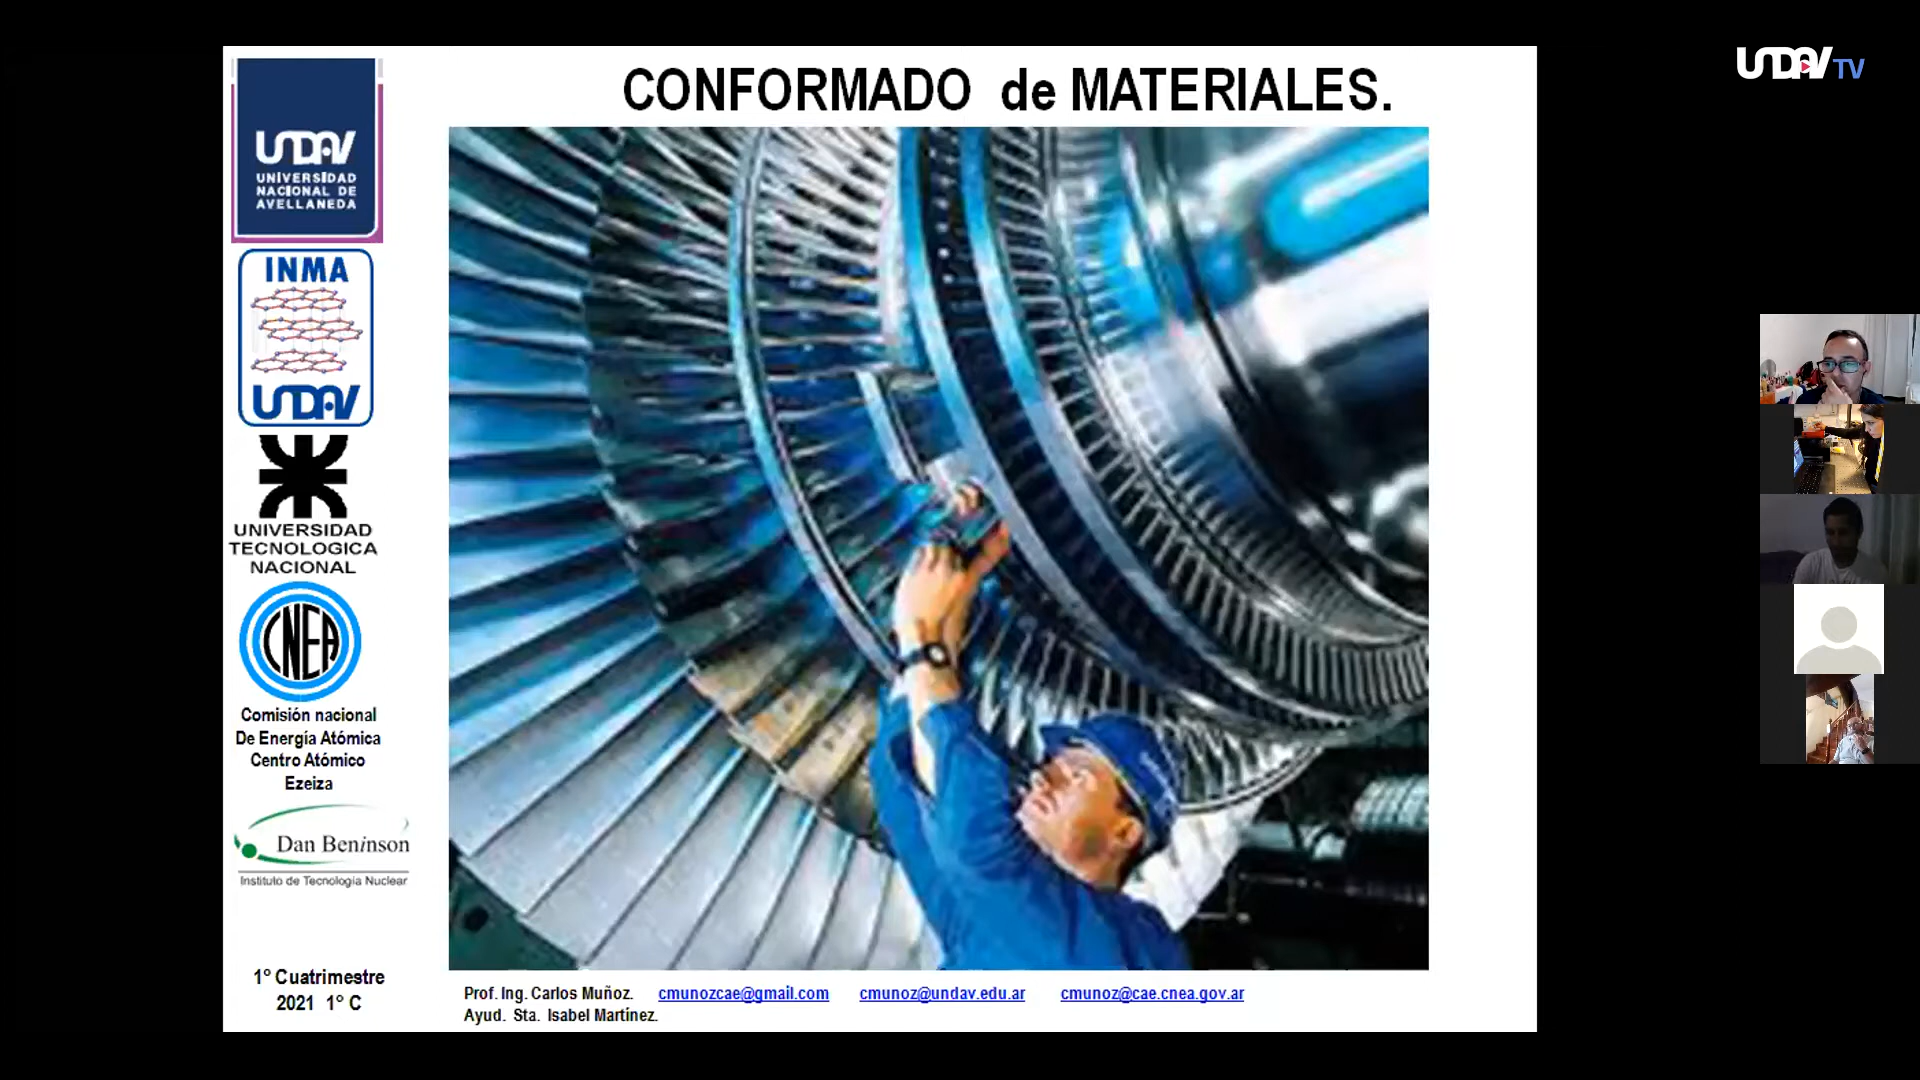 CONFORMADO de MATERIALES.
UNDAV TV
UNDAV
UNIVERSIDAD
NACIONAL DE
AVELLANEDA
INMA
UNDAV
UNIVERSIDAD
TECNOLOGICA
NACIONAL
CNEA
Comisión nacional
De Energía Atómica
Centro Atómico
Ezeiza
Dan Beninson
Instituto de Tecnología Nuclear
1° Cuatrimestre
2021 1° C
Prof. Ing. Carlos Muñoz. cmunozcae@gmail.com cmunoz@undav.edu.ar cmunoz@cae.cnea.gov.ar
Ayud. Sta. Isabel Martínez.